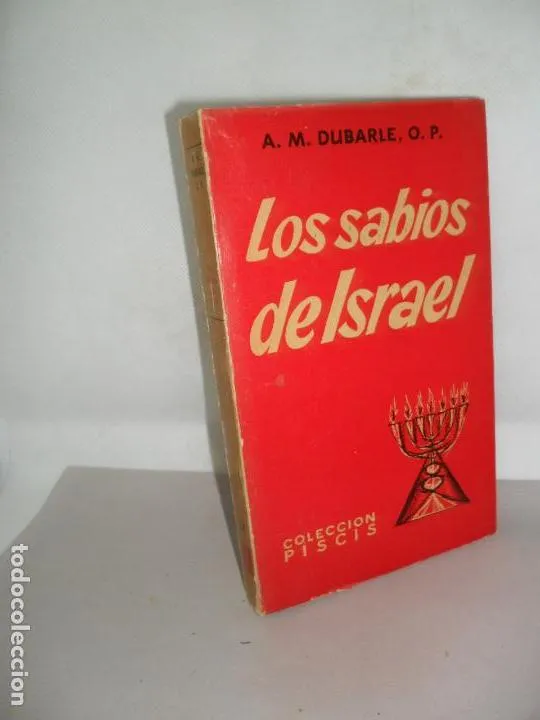 A. M. DUBARLE, O. P.
Los sabios
de Israel
COLECCION
PISCIS
todocoleccion